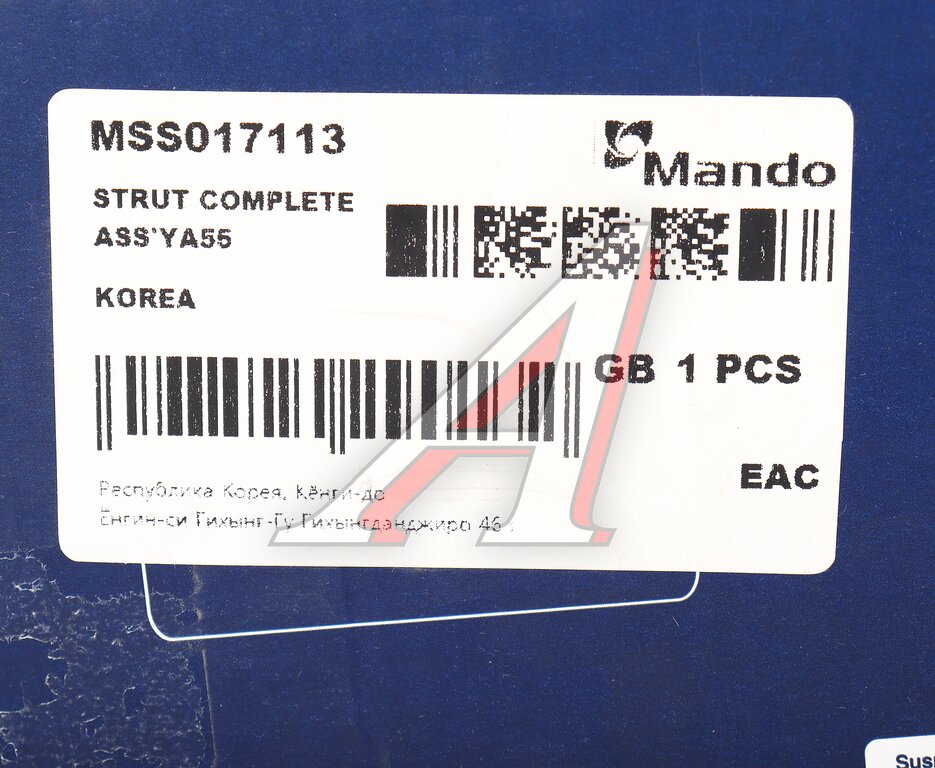 MSS017113
Mando
STRUT COMPLETE
ASS'YA55
KOREA
GB 1 PCS
EAC
Республика Корея, Кёнги-до
Ёнгин-си Гихынг-Гу Гихынгданджиро 46